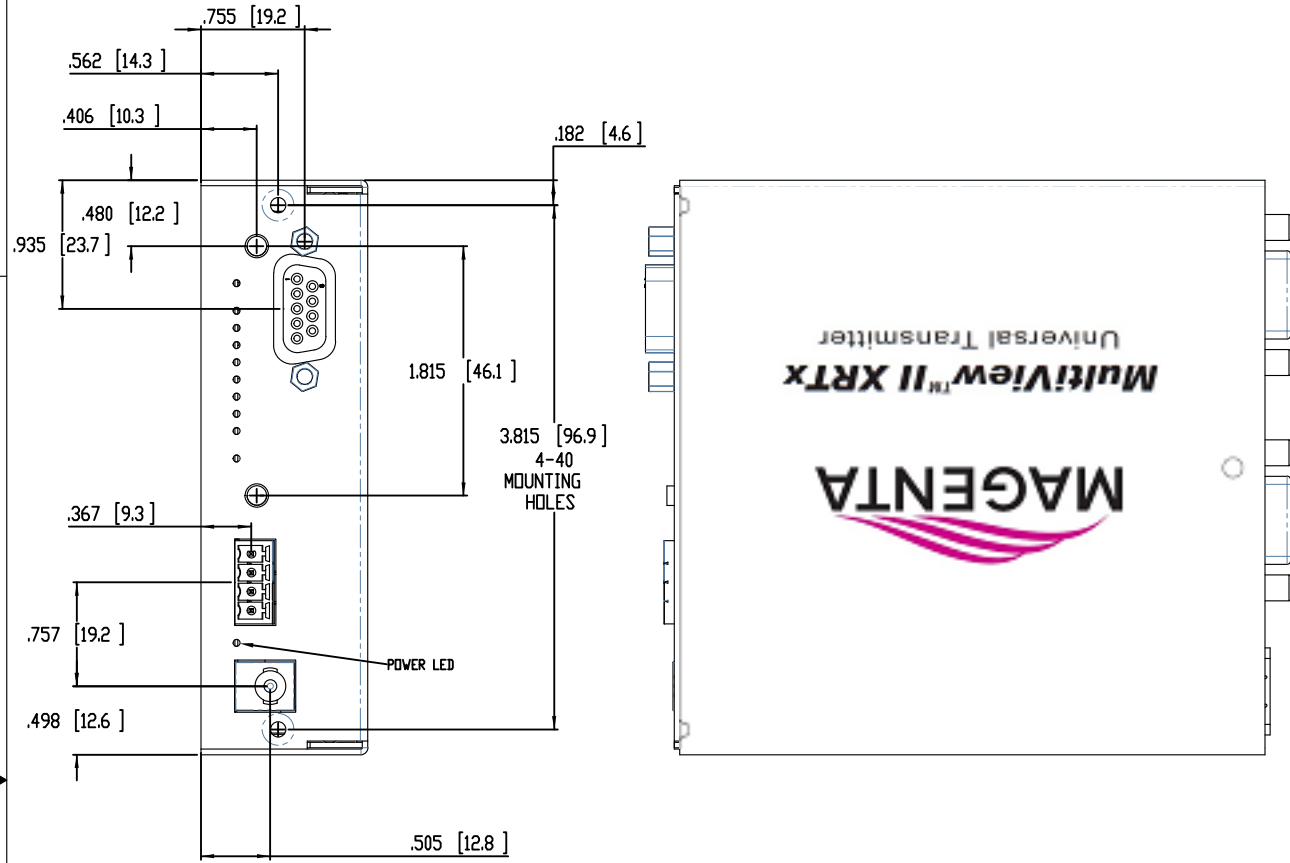 .755 [19.2 ]
.562 [14.3 ]
.406 [10.3 ]
.182 [4.6 ]
.480 [12.2 ]
.935 [23.7 ]
1.815 [46.1 ]
3.815 [96.9 ]
4-40
MOUNTING
HOLES
.367 [9.3 ]
.757 [19.2 ]
POWER LED
.498 [12.6 ]
.505 [12.8 ]
MAGENTA
MultiView™ II XRTx
Universal Transmitter